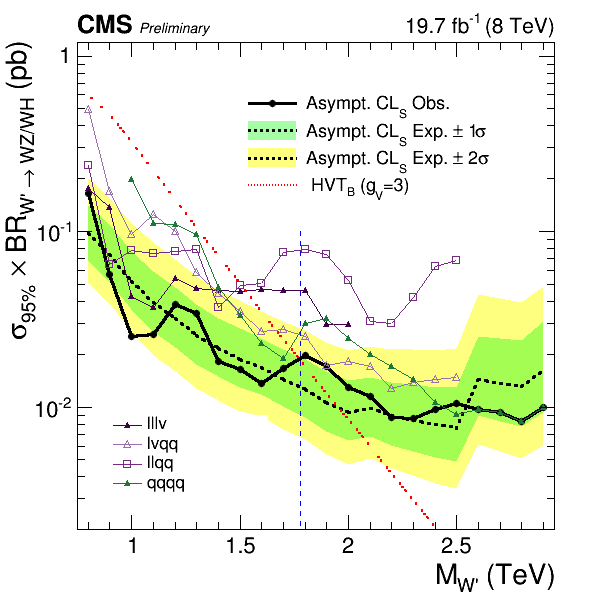 CMS Preliminary 19.7 fb⁻¹ (8 TeV)
σ95% × BRW' → WZ/WH (pb)
1
10⁻¹
10⁻²
Asympt. CLS Obs.
Asympt. CLS Exp. ± 1σ
Asympt. CLS Exp. ± 2σ
HVTB (gV=3)
lllν
lνqq
llqq
qqqq
1 1.5 2 2.5
MW' (TeV)